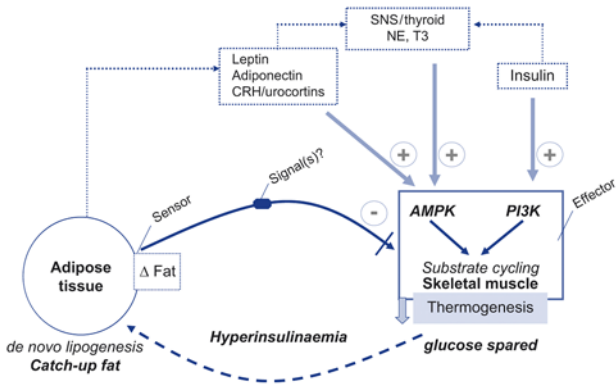 SNS/thyroid
NE, T3
Leptin
Adiponectin
CRH/urocortins
Insulin
+
+
+
Signal(s)?
Sensor
-
Effector
AMPK
PI3K
Adipose
tissue
Δ Fat
Substrate cycling
Skeletal muscle
Thermogenesis
de novo lipogenesis
Catch-up fat
Hyperinsulinaemia
glucose spared